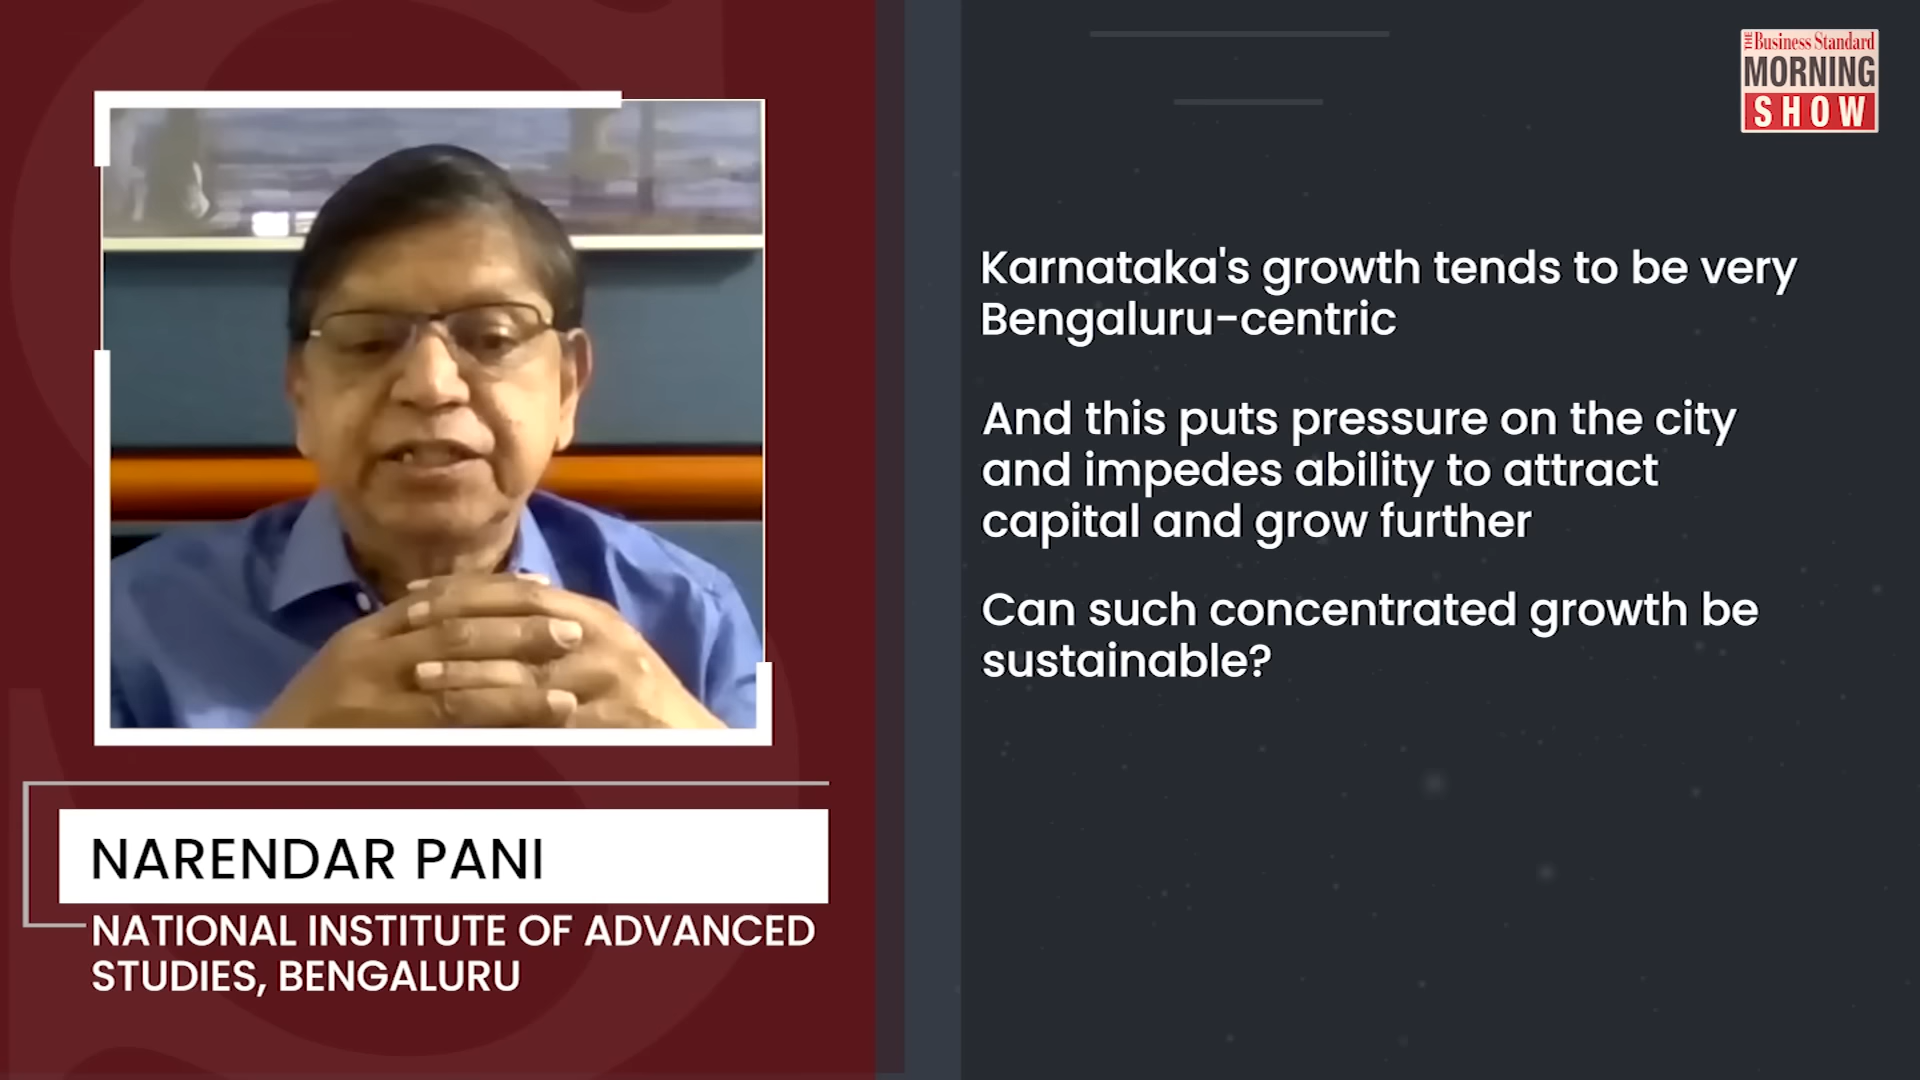 THE Business Standard
MORNING
SHOW
Karnataka's growth tends to be very
Bengaluru-centric
And this puts pressure on the city
and impedes ability to attract
capital and grow further
Can such concentrated growth be
sustainable?
NARENDAR PANI
NATIONAL INSTITUTE OF ADVANCED
STUDIES, BENGALURU